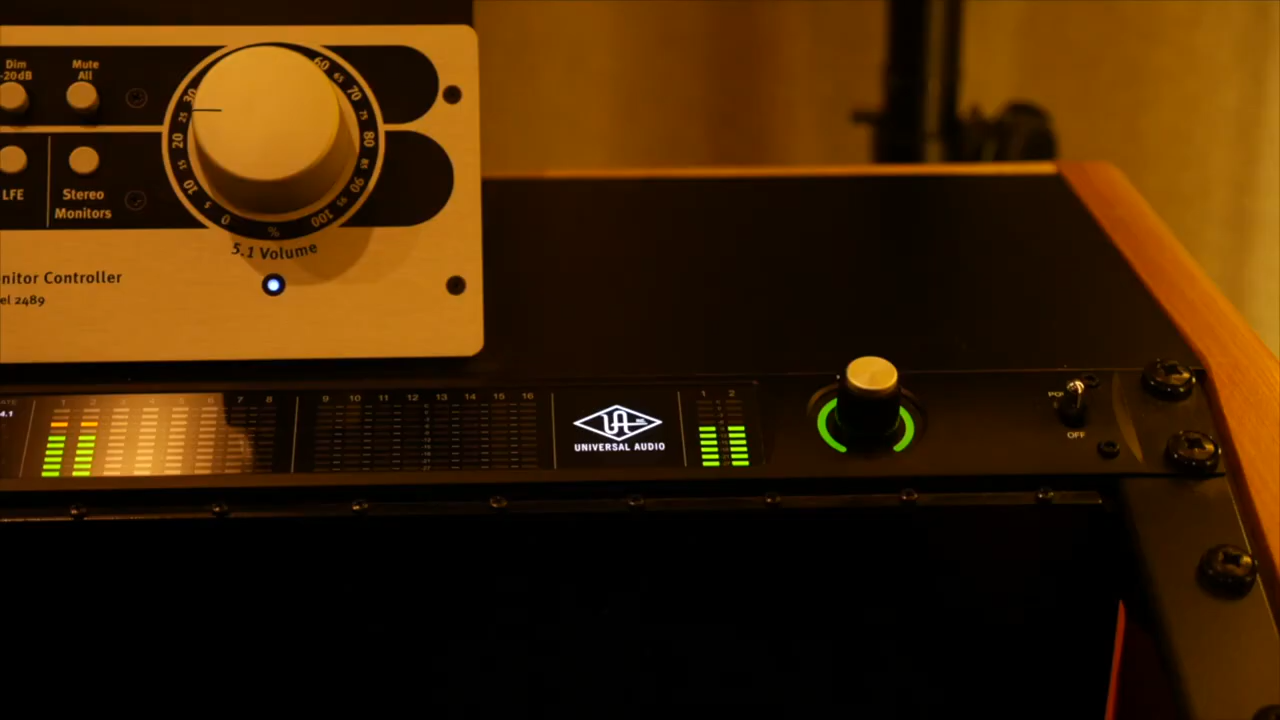 Dim
-20dB
Mute
All
LFE
Stereo
Monitors
0
5
10
15
20
25
30
60
65
70
75
80
85
90
95
100
%
5.1 Volume
nitor Controller
el 2489
1 2 3 4 5 6 7 8
9 10 11 12 13 14 15 16
UA
UNIVERSAL AUDIO
1 2
OFF